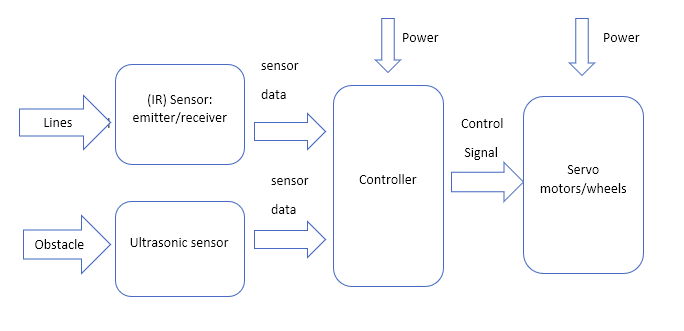 Power
Power
sensor
data
(IR) Sensor:
emitter/receiver
Lines
Control
Signal
Controller
Servo
motors/wheels
sensor
data
Obstacle
Ultrasonic sensor